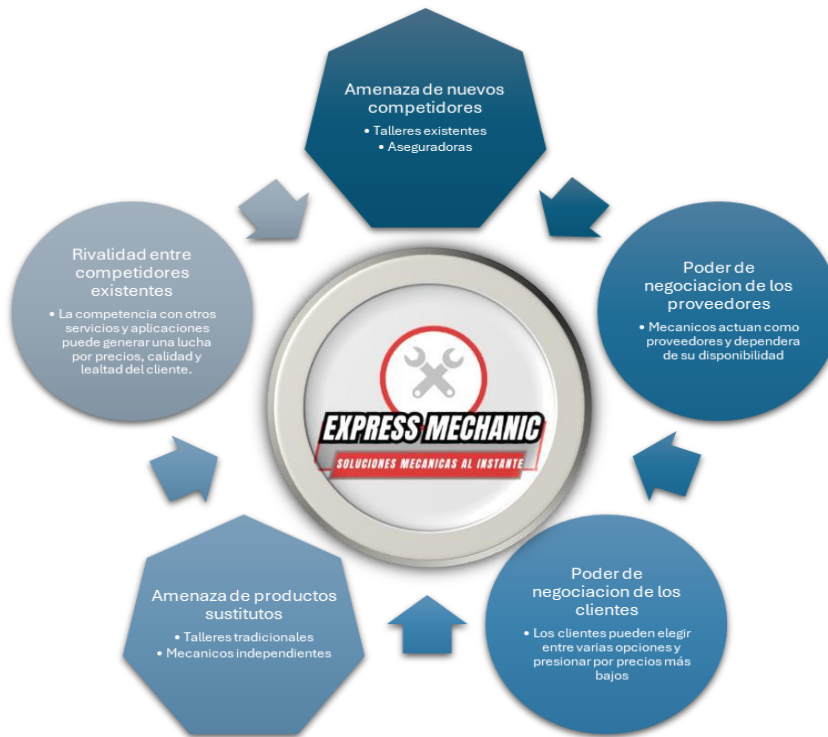 Amenaza de nuevos
competidores
• Talleres existentes
• Aseguradoras
Poder de
negociacion de los
proveedores
• Mecanicos actuan como
proveedores y dependera
de su disponibilidad
Poder de
negociacion de los
clientes
• Los clientes pueden elegir
entre varias opciones y
presionar por precios más
bajos
Amenaza de productos
sustitutos
• Talleres tradicionales
• Mecanicos independientes
Rivalidad entre
competidores
existentes
• La competencia con otros
servicios y aplicaciones
puede generar una lucha
por precios, calidad y
lealtad del cliente.
EXPRESS MECHANIC
SOLUCIONES MECANICAS AL INSTANTE